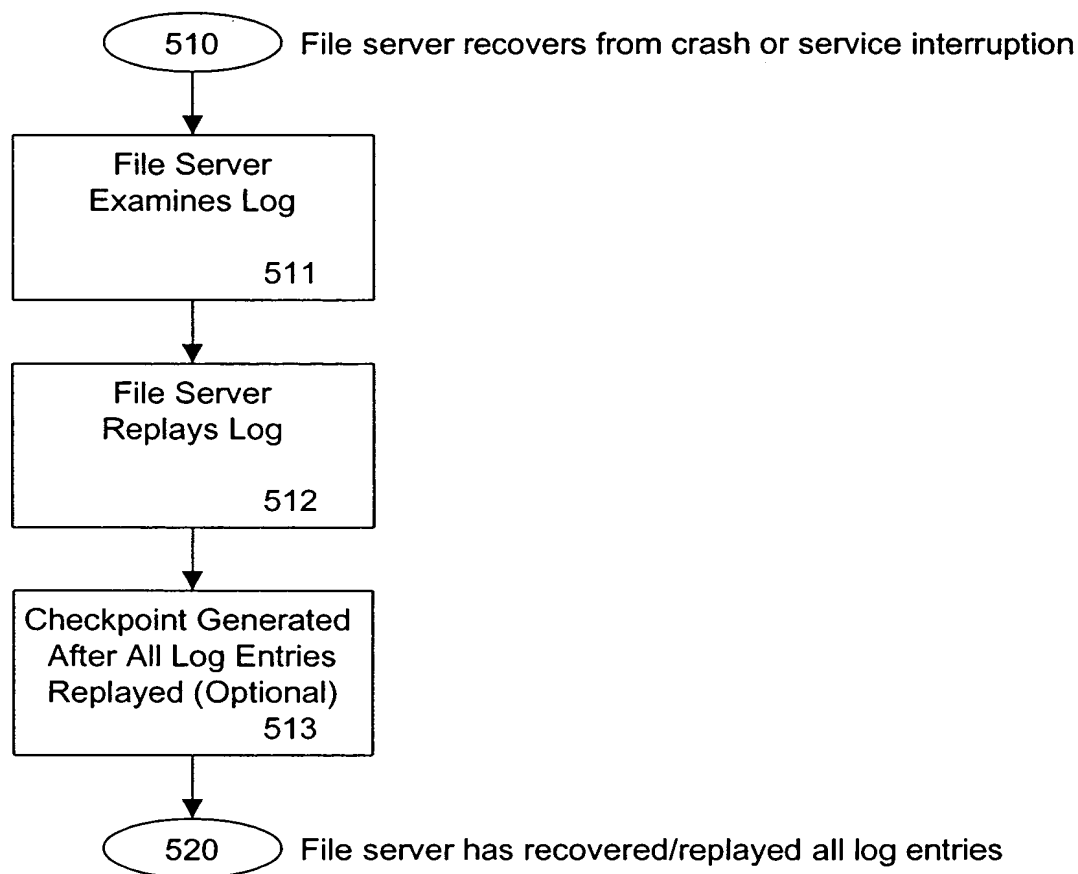 510 File server recovers from crash or service interruption
File Server
Examines Log
511
File Server
Replays Log
512
Checkpoint Generated
After All Log Entries
Replayed (Optional)
513
520 File server has recovered/replayed all log entries